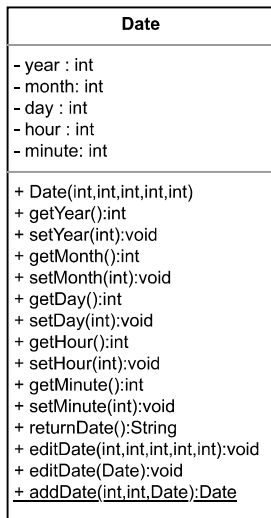 Date
- year : int
- month: int
- day : int
- hour : int
- minute: int
+ Date(int,int,int,int,int)
+ getYear():int
+ setYear(int):void
+ getMonth():int
+ setMonth(int):void
+ getDay():int
+ setDay(int):void
+ getHour():int
+ setHour(int):void
+ getMinute():int
+ setMinute(int):void
+ returnDate():String
+ editDate(int,int,int,int,int):void
+ editDate(Date):void
+ addDate(int,int,Date):Date